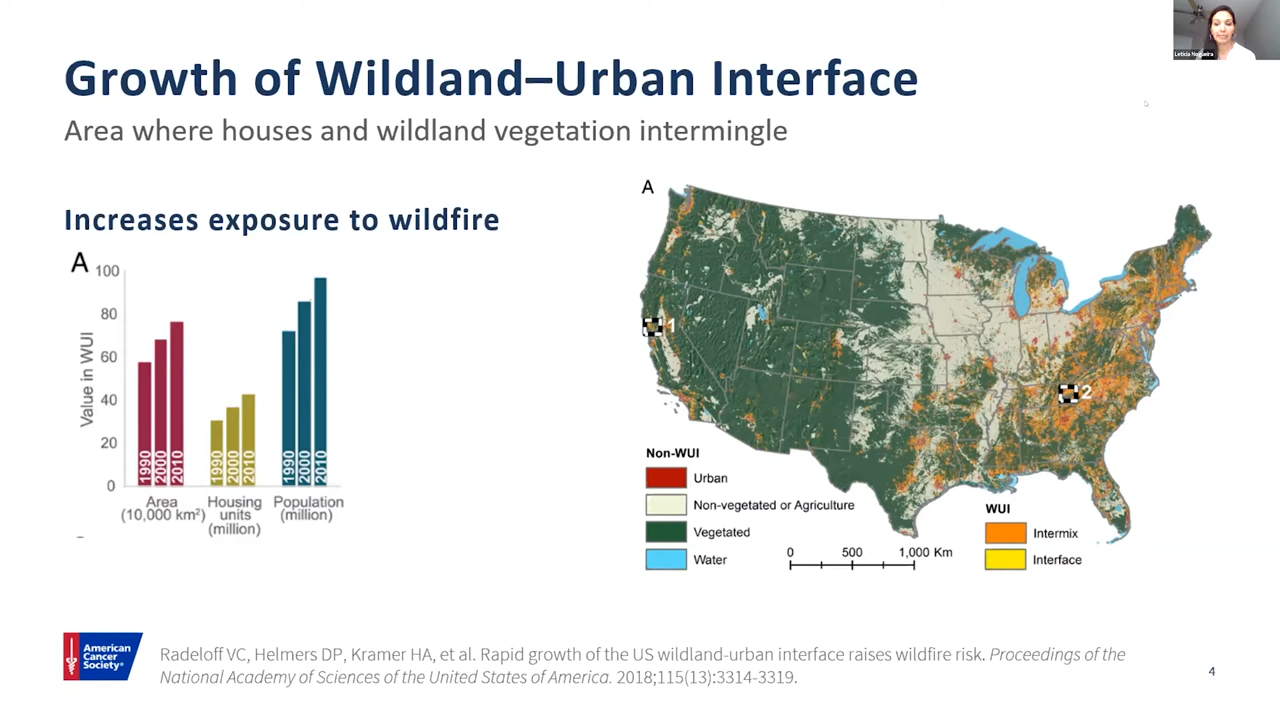 Leticia Nogueira
Growth of Wildland–Urban Interface
Area where houses and wildland vegetation intermingle
Increases exposure to wildfire
A
100
80
60
40
20
0
Value in WUI
1990
2000
2010
1990
2000
2010
1990
2000
2010
Area
(10,000 km²)
Housing
units
(million)
Population
(million)
A
1
2
Non-WUI
Urban
Non-vegetated or Agriculture
Vegetated
Water
0 500 1,000 Km
WUI
Intermix
Interface
American
Cancer
Society®
Radeloff VC, Helmers DP, Kramer HA, et al. Rapid growth of the US wildland-urban interface raises wildfire risk. Proceedings of the
National Academy of Sciences of the United States of America. 2018;115(13):3314-3319.
4